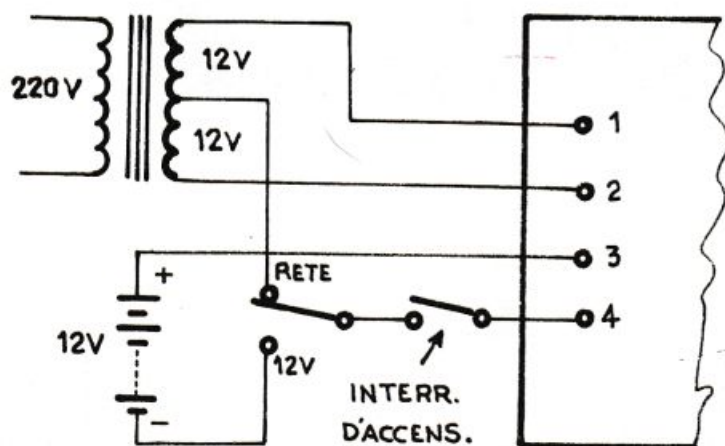 12V
220V
12V
1
2
3
+
RETE
4
12V
12V
-
INTERR.
D'ACCENS.